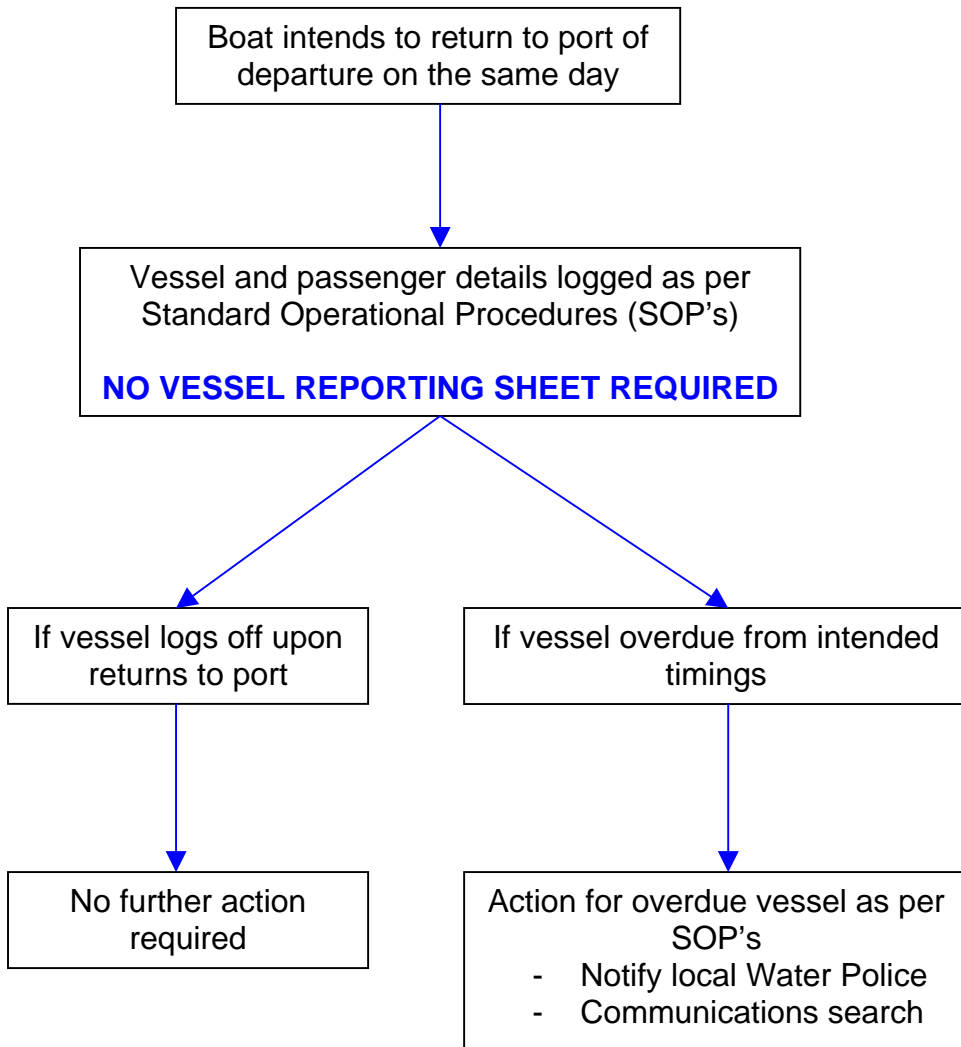 Boat intends to return to port of
departure on the same day
Vessel and passenger details logged as per
Standard Operational Procedures (SOP's)
NO VESSEL REPORTING SHEET REQUIRED
If vessel logs off upon
returns to port
If vessel overdue from intended
timings
No further action
required
Action for overdue vessel as per
SOP's
- Notify local Water Police
- Communications search